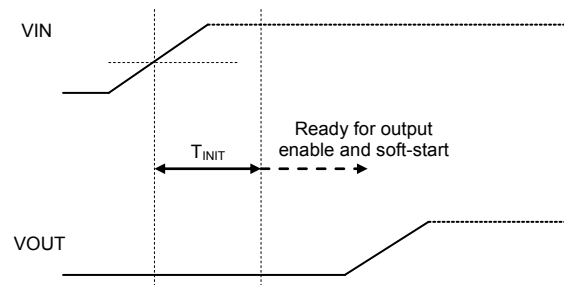 VIN
Ready for output
enable and soft-start
TINIT
VOUT